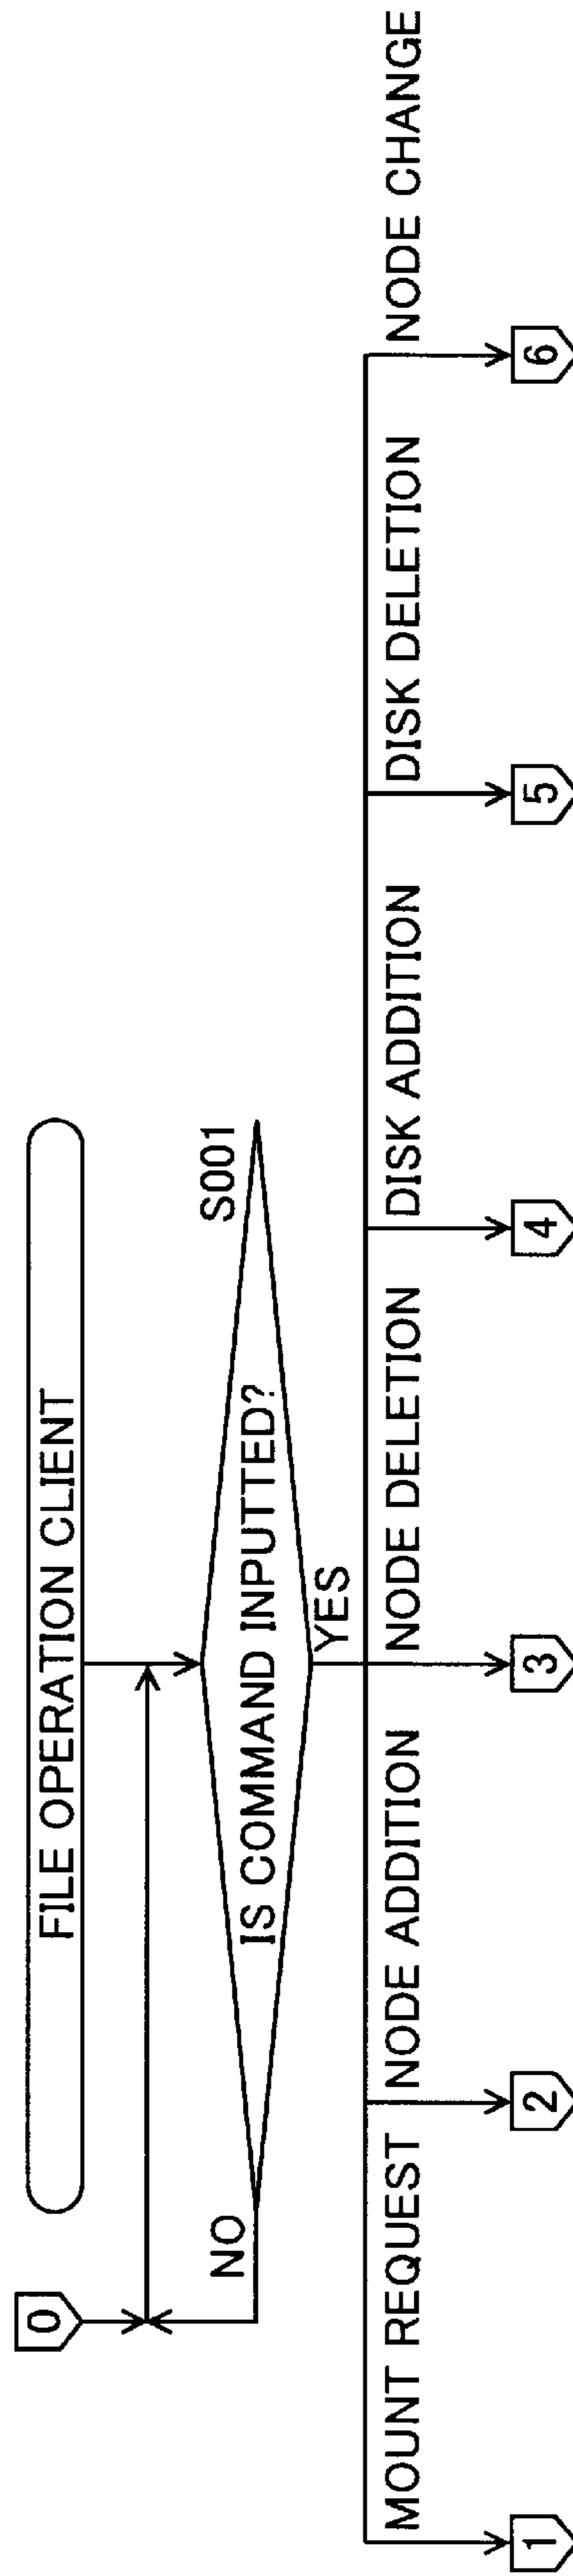 0
FILE OPERATION CLIENT
S001
NO
IS COMMAND INPUTTED?
YES
MOUNT REQUEST
NODE ADDITION
NODE DELETION
DISK ADDITION
DISK DELETION
NODE CHANGE
1
2
3
4
5
6